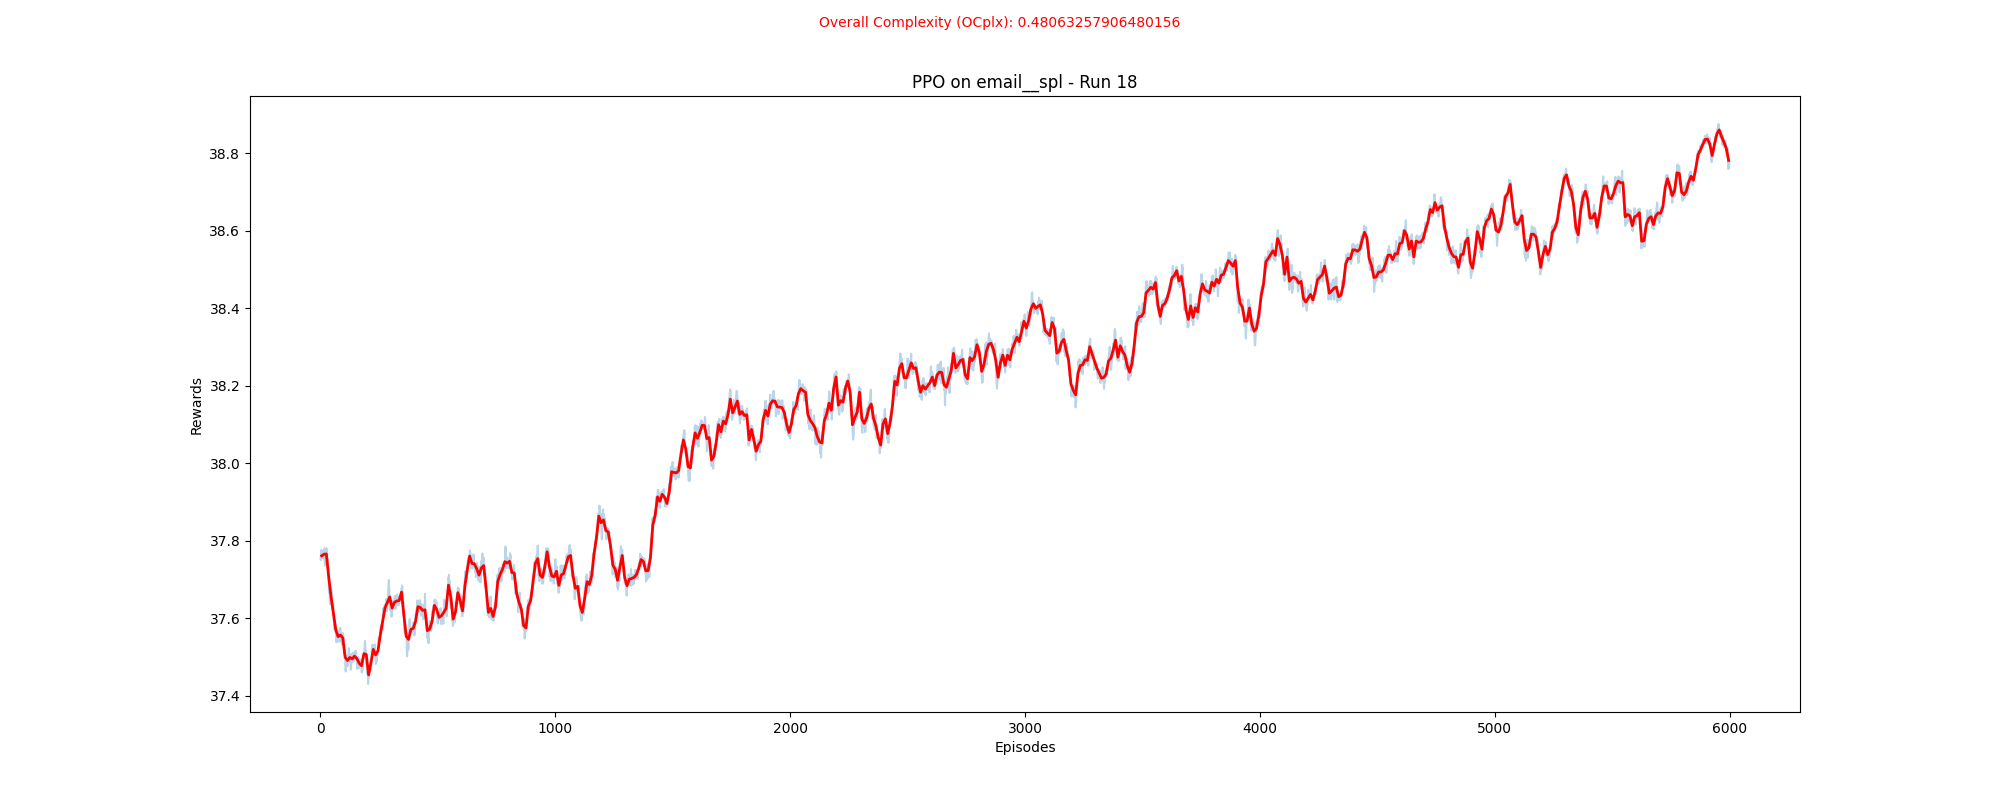 Overall Complexity (OCplx): 0.48063257906480156
PPO on email__spl - Run 18
38.8
38.6
38.4
38.2
38.0
37.8
37.6
37.4
Rewards
0 1000 2000 3000 4000 5000 6000
Episodes